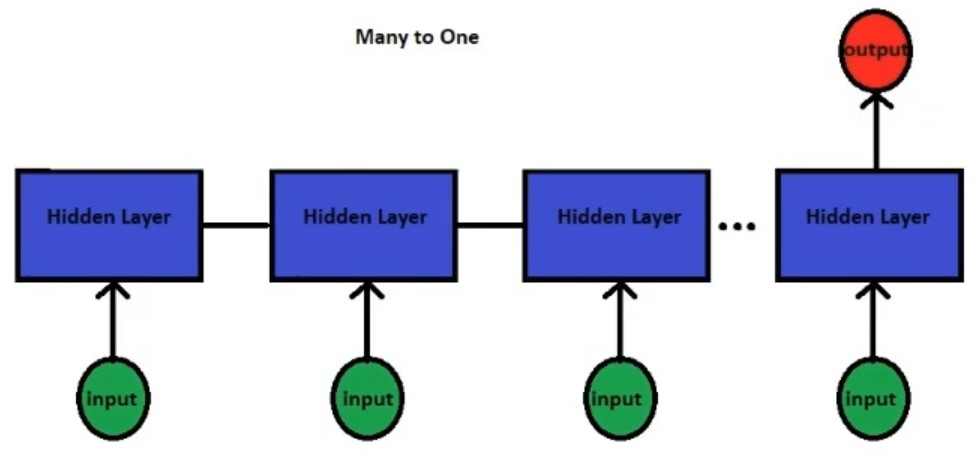 Many to One
output
Hidden Layer
Hidden Layer
Hidden Layer
...
Hidden Layer
input
input
input
input